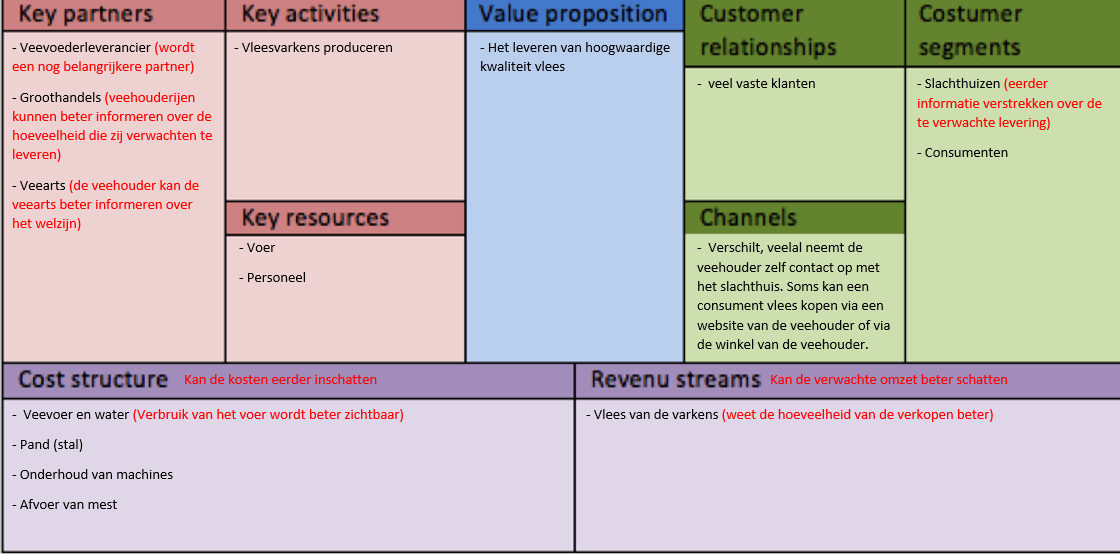 Key partners
- Veevoederleverancier (wordt
een nog belangrijkere partner)
- Groothandels (veehouderijen
kunnen beter informeren over de
hoeveelheid die zij verwachten te
leveren)
- Veearts (de veehouder kan de
veearts beter informeren over
het welzijn)
Key activities
- Vleesvarkens produceren
Key resources
- Voer
- Personeel
Value proposition
- Het leveren van hoogwaardige
kwaliteit vlees
Customer
relationships
- veel vaste klanten
Channels
- Verschilt, veelal neemt de
veehouder zelf contact op met
het slachthuis. Soms kan een
consument vlees kopen via een
website van de veehouder of via
de winkel van de veehouder.
Costumer
segments
- Slachthuizen (eerder
informatie verstrekken over de
te verwachte levering)
- Consumenten
Cost structure Kan de kosten eerder inschatten
- Veevoer en water (Verbruik van het voer wordt beter zichtbaar)
- Pand (stal)
- Onderhoud van machines
- Afvoer van mest
Revenu streams Kan de verwachte omzet beter schatten
- Vlees van de varkens (weet de hoeveelheid van de verkopen beter)